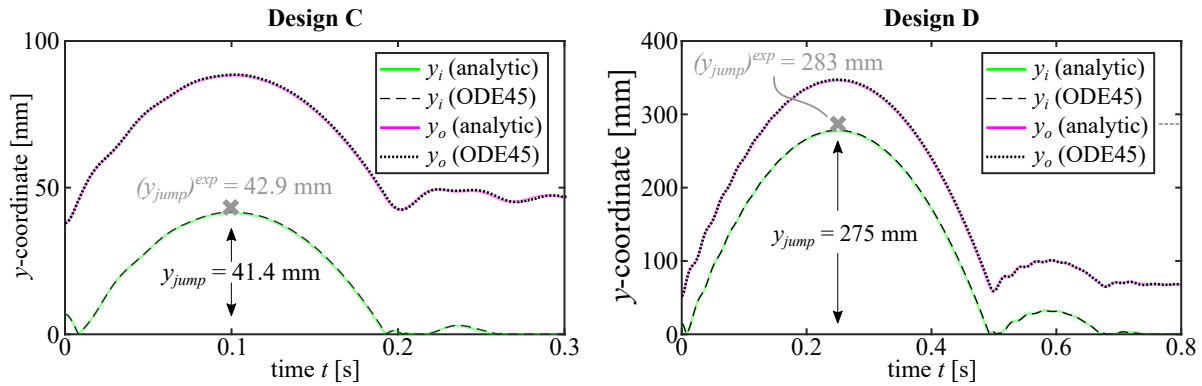 Design C
y-coordinate [mm]
100
50
0
0
0.1
0.2
0.3
time t [s]
y_i (analytic)
y_i (ODE45)
y_o (analytic)
y_o (ODE45)
(y_jump)^exp = 42.9 mm
y_jump = 41.4 mm
Design D
y-coordinate [mm]
400
300
200
100
0
0
0.2
0.4
0.6
0.8
time t [s]
(y_jump)^exp = 283 mm
y_i (analytic)
y_i (ODE45)
y_o (analytic)
y_o (ODE45)
y_jump = 275 mm